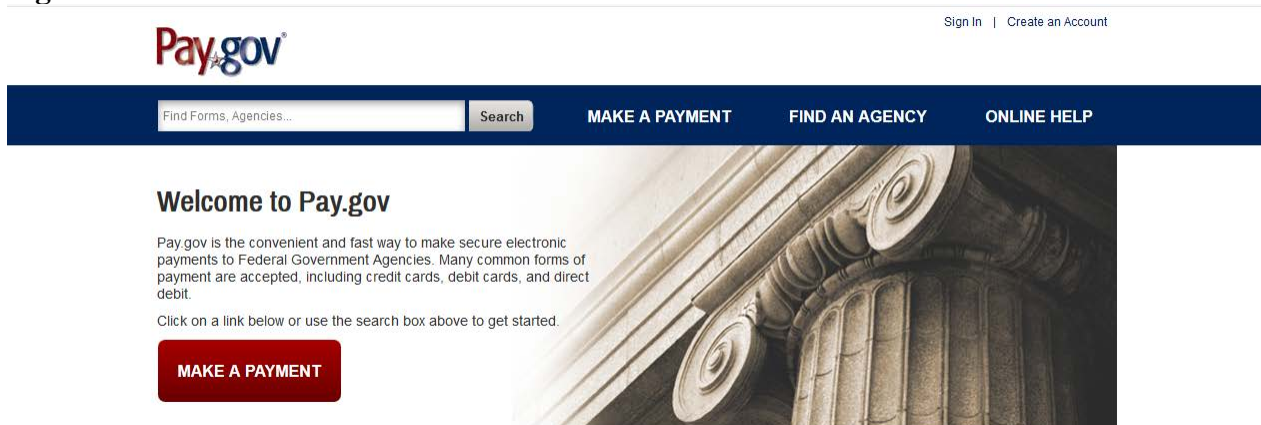 Sign In | Create an Account
Pay.gov®
Find Forms, Agencies...
Search
MAKE A PAYMENT
FIND AN AGENCY
ONLINE HELP
Welcome to Pay.gov
Pay.gov is the convenient and fast way to make secure electronic
payments to Federal Government Agencies. Many common forms of
payment are accepted, including credit cards, debit cards, and direct
debit.
Click on a link below or use the search box above to get started.
MAKE A PAYMENT